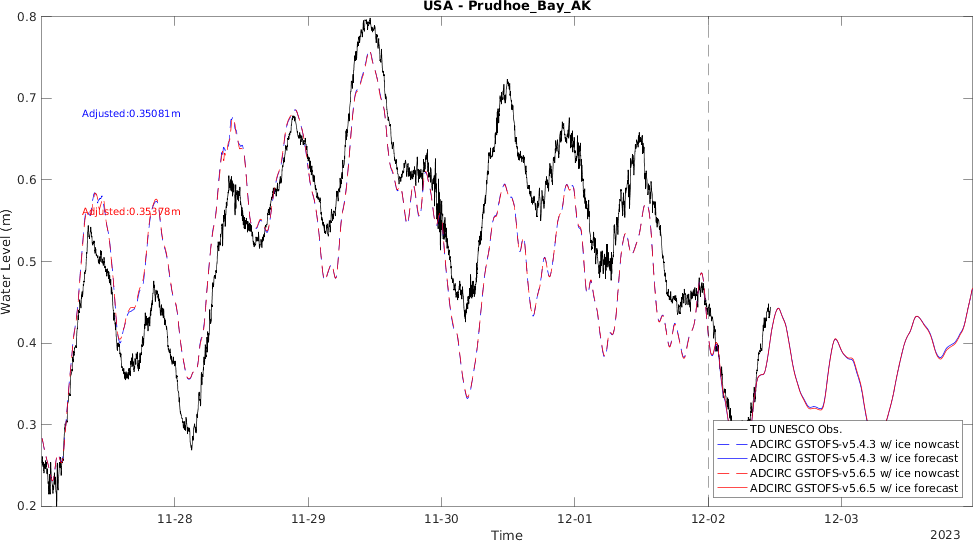 USA - Prudhoe_Bay_AK
0.8
0.7
0.6
0.5
0.4
0.3
0.2
Water Level (m)
Adjusted:0.35081m
Adjusted:0.35378m
TD UNESCO Obs.
ADCIRC GSTOFS-v5.4.3 w/ ice nowcast
ADCIRC GSTOFS-v5.4.3 w/ ice forecast
ADCIRC GSTOFS-v5.6.5 w/ ice nowcast
ADCIRC GSTOFS-v5.6.5 w/ ice forecast
11-28
11-29
11-30
12-01
12-02
12-03
Time
2023